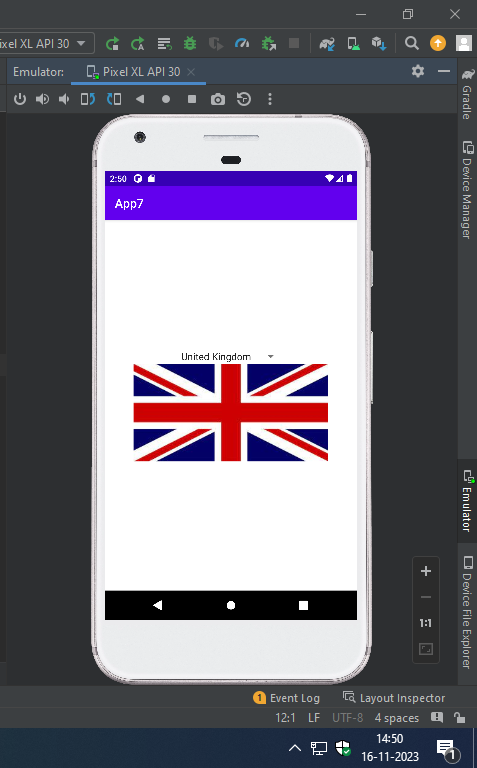 ixel XL API 30
Emulator:
Pixel XL API 30
Gradle
Device Manager
2:50
App7
United Kingdom
Emulator
Device File Explorer
1:1
1 Event Log
Layout Inspector
12:1
LF
UTF-8
4 spaces
14:50
16-11-2023
1